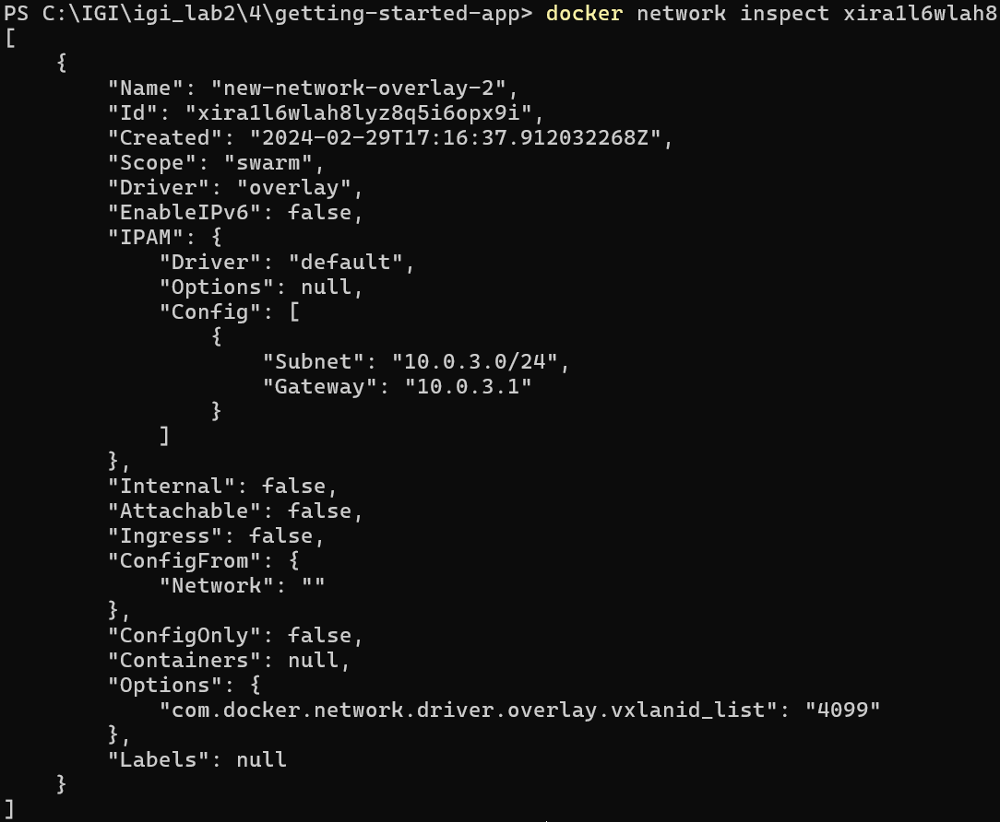 PS C:\IGI\igi_lab2\4\getting-started-app> docker network inspect xira1l6wlah8
[
    {
        "Name": "new-network-overlay-2",
        "Id": "xira1l6wlah8lyz8q5i6opx9i",
        "Created": "2024-02-29T17:16:37.912032268Z",
        "Scope": "swarm",
        "Driver": "overlay",
        "EnableIPv6": false,
        "IPAM": {
            "Driver": "default",
            "Options": null,
            "Config": [
                {
                    "Subnet": "10.0.3.0/24",
                    "Gateway": "10.0.3.1"
                }
            ]
        },
        "Internal": false,
        "Attachable": false,
        "Ingress": false,
        "ConfigFrom": {
            "Network": ""
        },
        "ConfigOnly": false,
        "Containers": null,
        "Options": {
            "com.docker.network.driver.overlay.vxlanid_list": "4099"
        },
        "Labels": null
    }
]